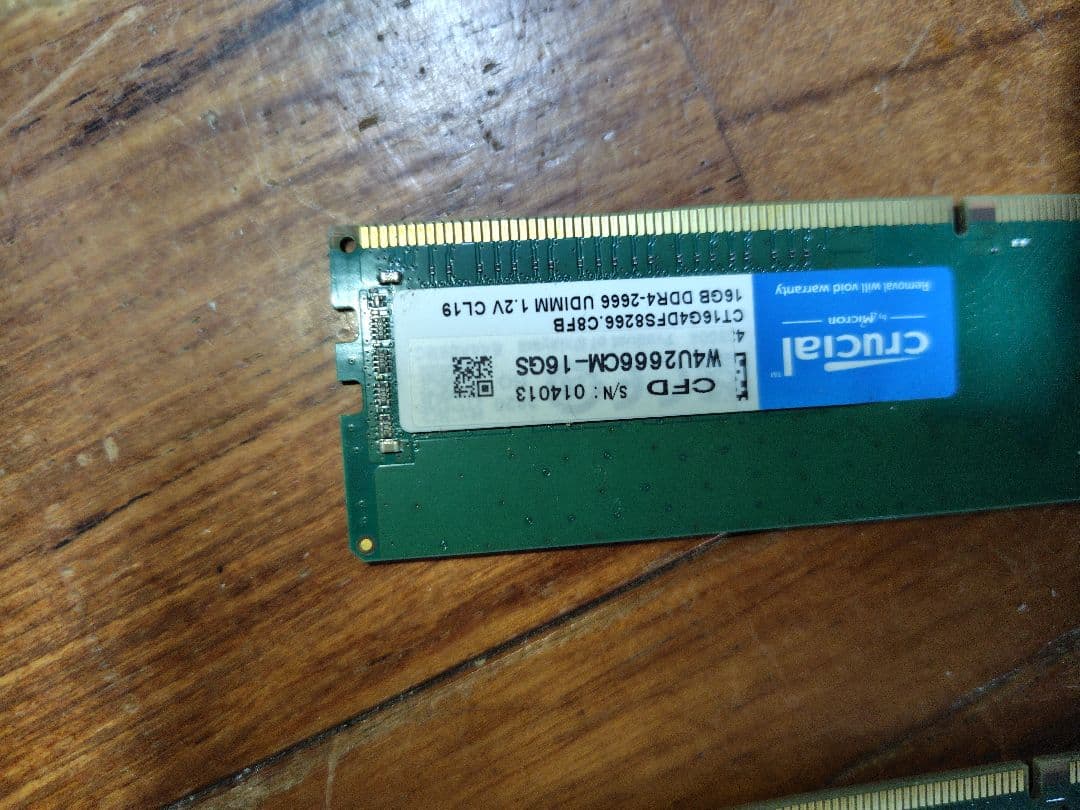 crucial™
by Micron
Removal will void warranty
CFD
S/N : 014013
W4U2666CM-16GS
CT16G4DFS8266.C8FB
16GB DDR4-2666 UDIMM 1.2V CL19